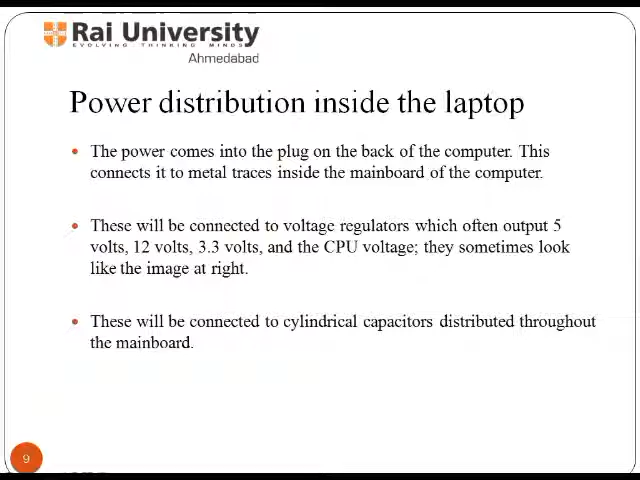 Rai University
EVOLVING THINKING MINDS
Ahmedabad
Power distribution inside the laptop
• The power comes into the plug on the back of the computer. This
connects it to metal traces inside the mainboard of the computer.
• These will be connected to voltage regulators which often output 5
volts, 12 volts, 3.3 volts, and the CPU voltage; they sometimes look
like the image at right.
• These will be connected to cylindrical capacitors distributed throughout
the mainboard.
9